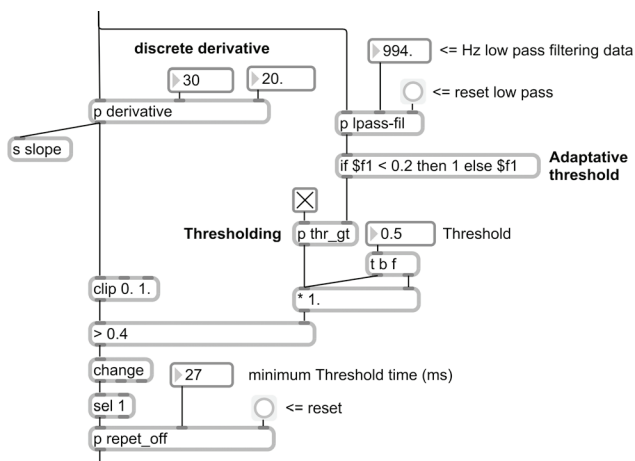 discrete derivative
994.
<= Hz low pass filtering data
30
20.
<= reset low pass
p derivative
p lpass-fil
s slope
if $f1 < 0.2 then 1 else $f1
Adaptative
threshold
Thresholding
p thr_gt
0.5
Threshold
t b f
clip 0. 1.
* 1.
> 0.4
change
27
minimum Threshold time (ms)
sel 1
<= reset
p repet_off